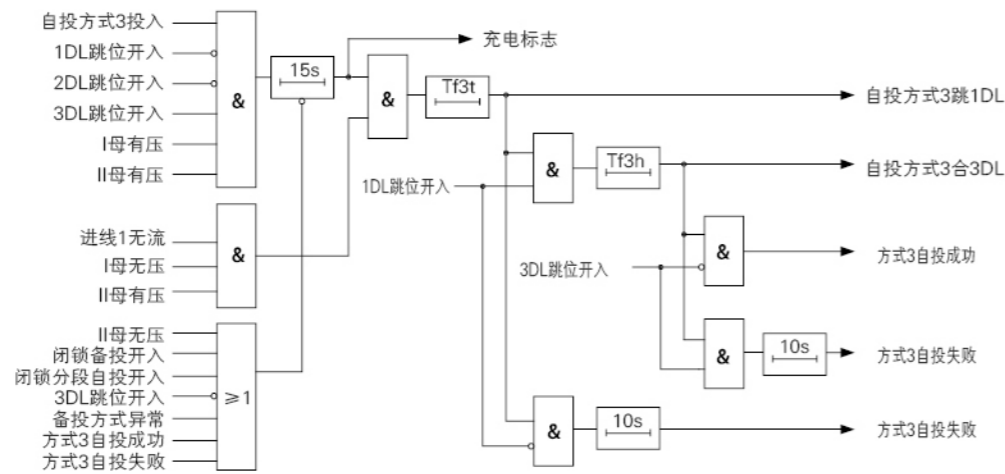 自投方式3投入
1DL跳位开入
2DL跳位开入
3DL跳位开入
I母有压
II母有压
&
15s
充电标志
&
Tf3t
自投方式3跳1DL
1DL跳位开入
&
Tf3h
自投方式3合3DL
进线1无流
I母无压
II母有压
&
3DL跳位开入
&
方式3自投成功
&
10s
方式3自投失败
II母无压
闭锁备投开入
闭锁分段自投开入
3DL跳位开入
备投方式异常
方式3自投成功
方式3自投失败
≥1
&
10s
方式3自投失败